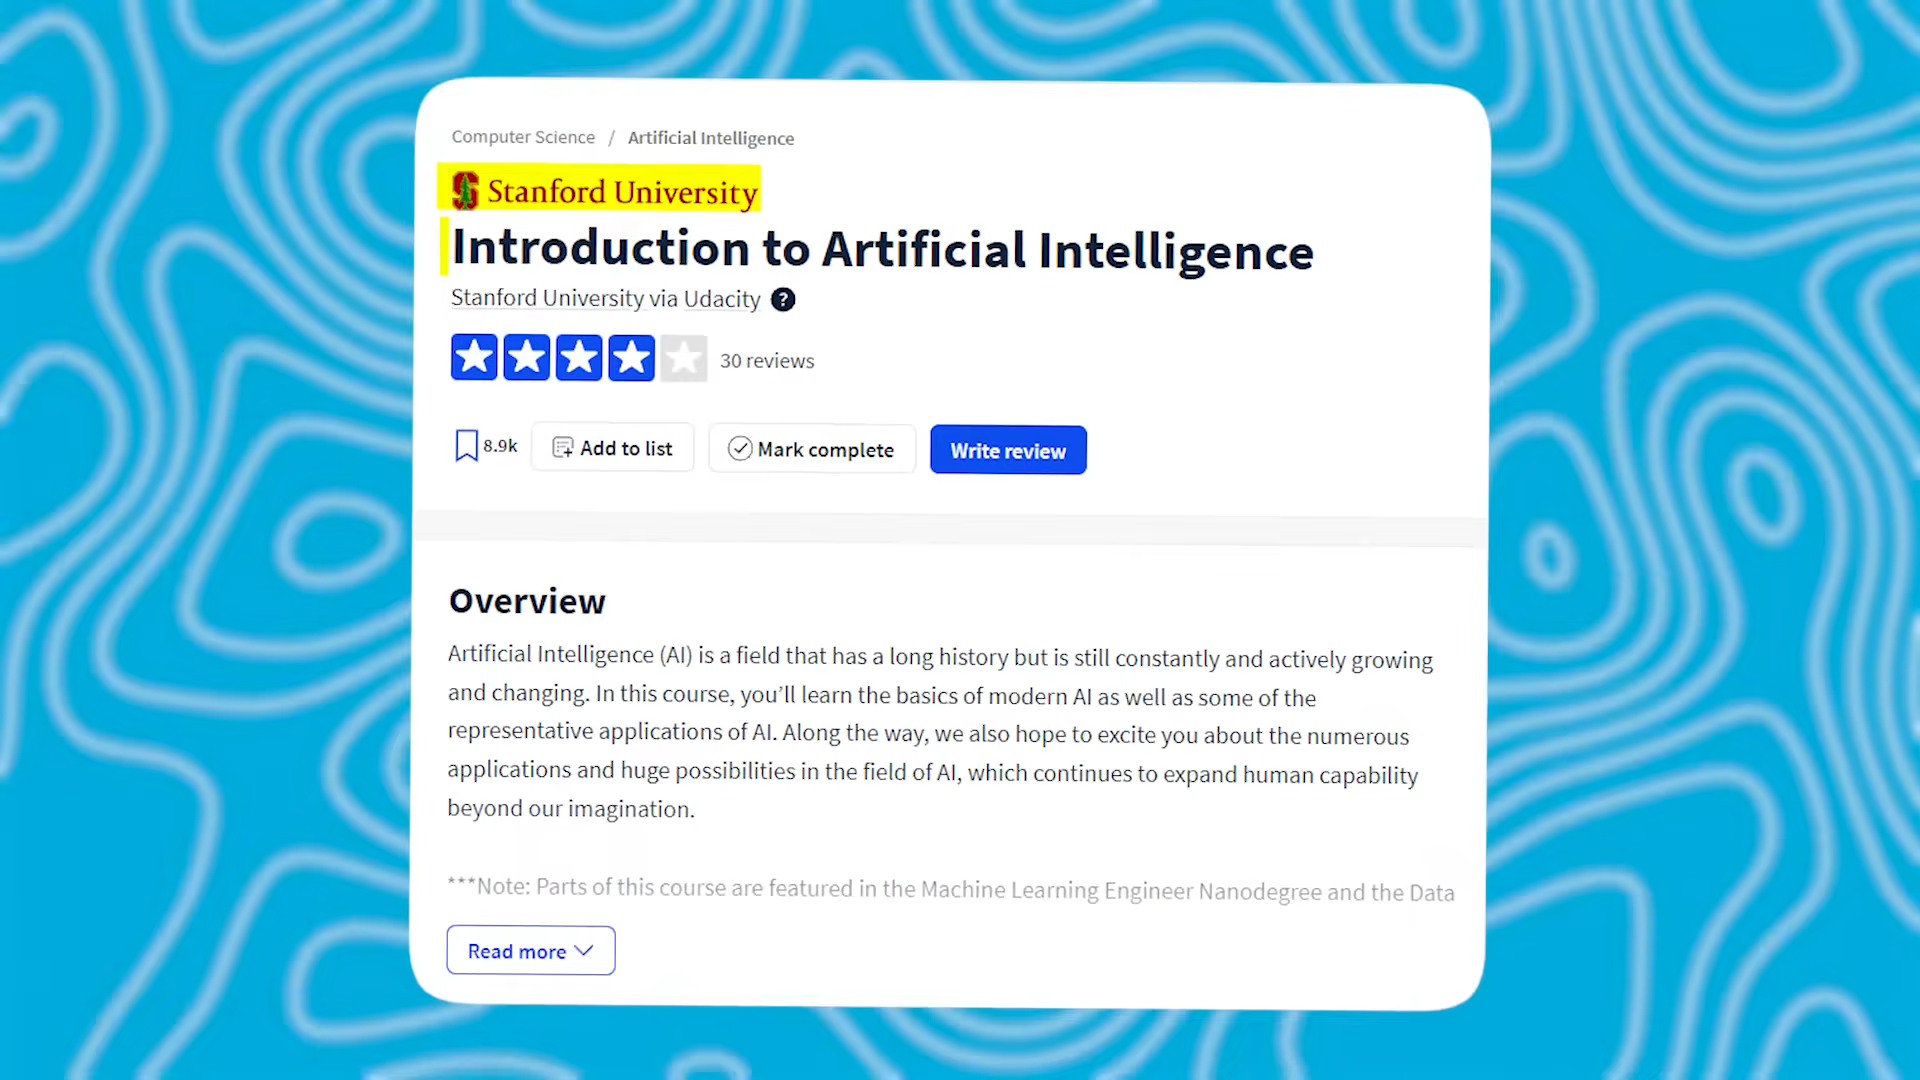 Computer Science / Artificial Intelligence
Stanford University
Introduction to Artificial Intelligence
Stanford University via Udacity ?
30 reviews
8.9k Add to list Mark complete Write review
Overview
Artificial Intelligence (AI) is a field that has a long history but is still constantly and actively growing
and changing. In this course, you’ll learn the basics of modern AI as well as some of the
representative applications of AI. Along the way, we also hope to excite you about the numerous
applications and huge possibilities in the field of AI, which continues to expand human capability
beyond our imagination.
***Note: Parts of this course are featured in the Machine Learning Engineer Nanodegree and the Data
Read more